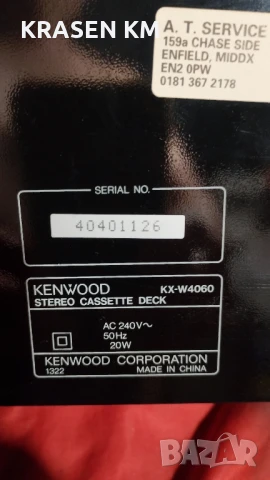 KRASEN KM
A. T. SERVICE
159a CHASE SIDE
ENFIELD, MIDDX
EN2 0PW
0181 367 2178
SERIAL NO.
40401126
KENWOOD KX-W4060
STEREO CASSETTE DECK
AC 240V~
50Hz
20W
KENWOOD CORPORATION
1322 MADE IN CHINA
BAZAR